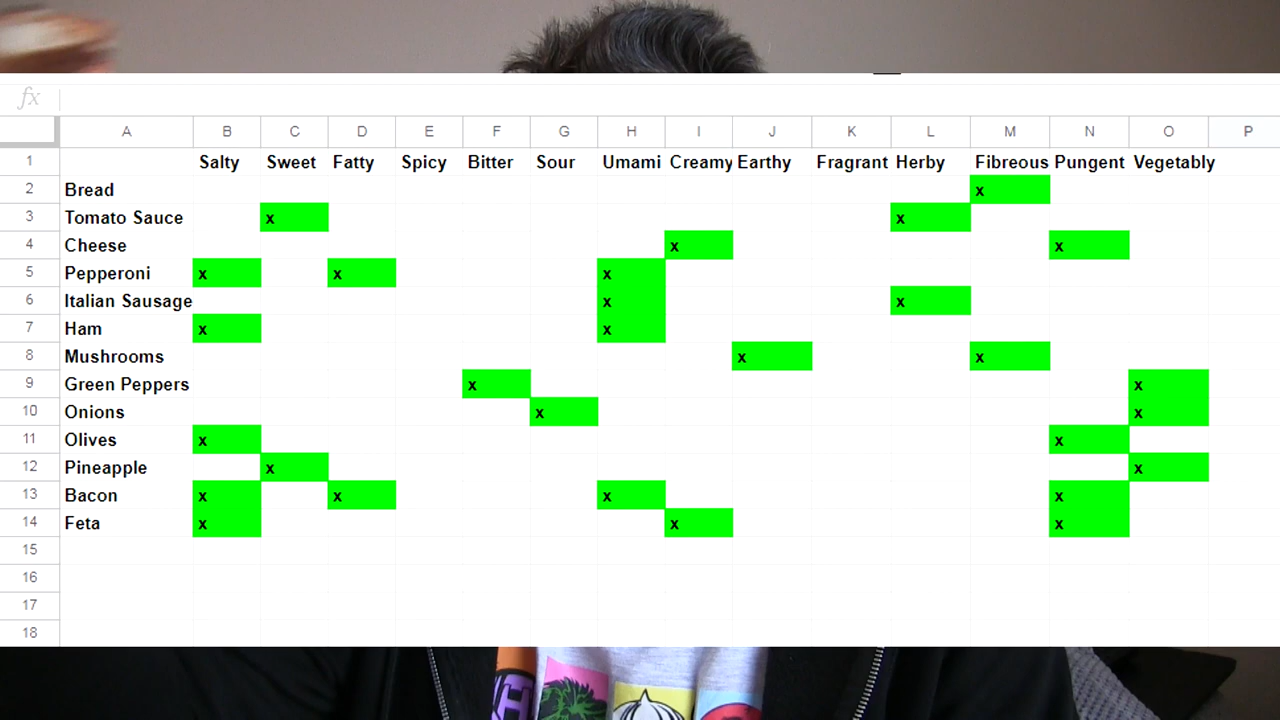 fx
A B C D E F G H I J K L M N O P
1 Salty Sweet Fatty Spicy Bitter Sour Umami Creamy Earthy Fragrant Herby Fibreous Pungent Vegetably
2 Bread x
3 Tomato Sauce x x
4 Cheese x x
5 Pepperoni x x x
6 Italian Sausage x x
7 Ham x x
8 Mushrooms x x
9 Green Peppers x x
10 Onions x x
11 Olives x x
12 Pineapple x x
13 Bacon x x x x
14 Feta x x x
15
16
17
18